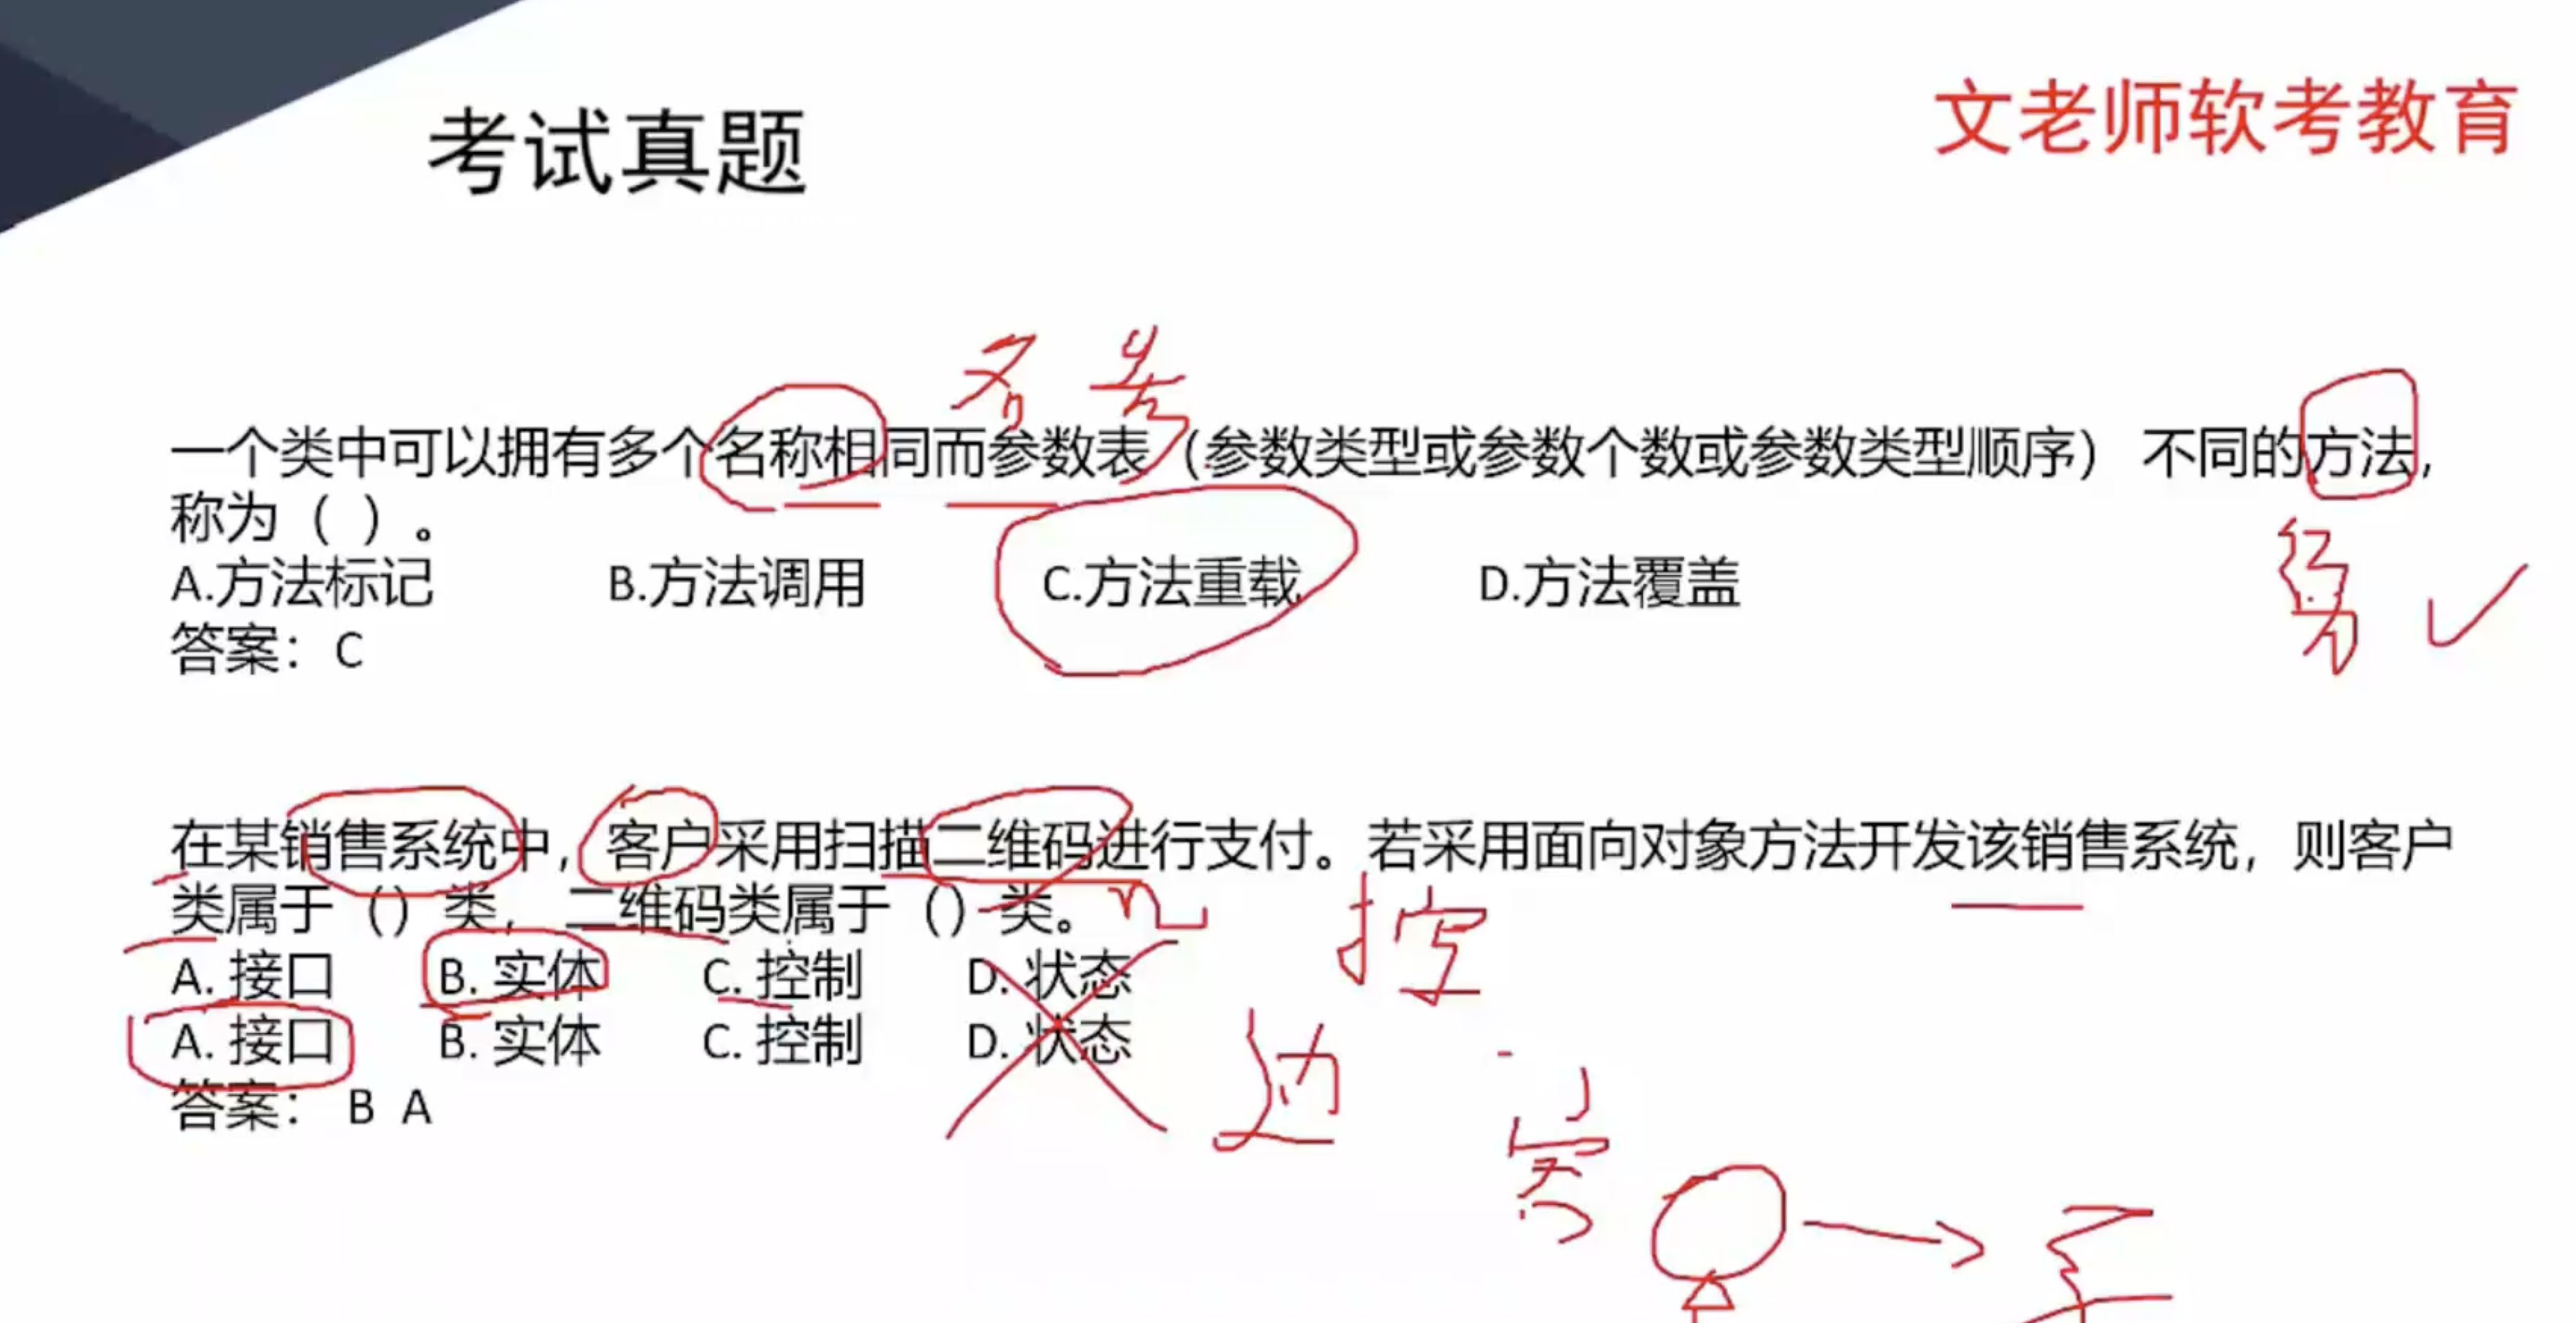 考试真题
文老师软考教育
名 参
一个类中可以拥有多个名称相同而参数表（参数类型或参数个数或参数类型顺序） 不同的方法，
称为（ ）。
A.方法标记 B.方法调用 C.方法重载 D.方法覆盖
答案： C
在某销售系统中，客户采用扫描二维码进行支付。若采用面向对象方法开发该销售系统，则客户
类属于（）类，二维码类属于（）类。
控
A. 接口 B. 实体 C. 控制 D. 状态
A. 接口 B. 实体 C. 控制 D. 状态
边
答案： B A